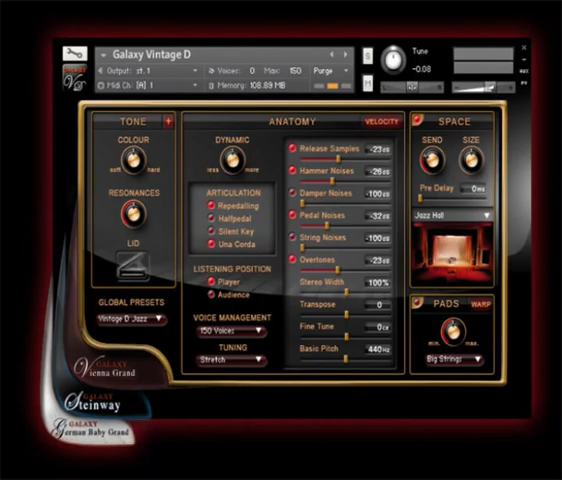 Galaxy Vintage D
Output: st. 1
Voices: 0 Max: 150 Purge
Midi Ch: [A] 1
Memory: 108.89 MB
S
M
Tune
-0.08
AUX
PV
TONE +
COLOUR
soft hard
RESONANCES
LID
GLOBAL PRESETS
Vintage D Jazz
ANATOMY
VELOCITY
DYNAMIC
less more
ARTICULATION
Repedalling
Halfpedal
Silent Key
Una Corda
LISTENING POSITION
Player
Audience
VOICE MANAGEMENT
150 Voices
TUNING
Stretch
Release Samples -23dB
Hammer Noises -26dB
Damper Noises -100dB
Pedal Noises -32dB
String Noises -100dB
Overtones -23dB
Stereo Width 100%
Transpose 0
Fine Tune 0ct
Basic Pitch 440Hz
SPACE
SEND SIZE
Pre Delay 0ms
Jazz Hall
PADS WARP
min. max.
Big Strings
GALAXY
Vienna Grand
GALAXY
Steinway
GALAXY
German Baby Grand